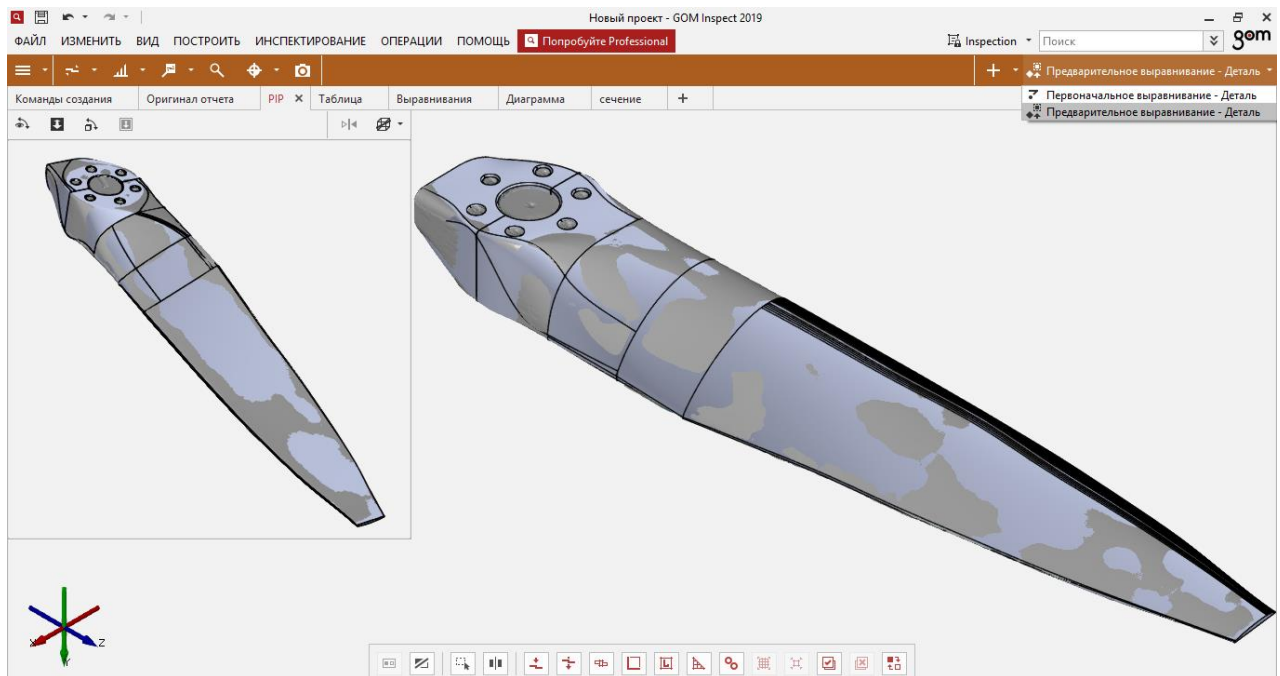 Новый проект - GOM Inspect 2019
ФАЙЛ ИЗМЕНИТЬ ВИД ПОСТРОИТЬ ИНСПЕКТИРОВАНИЕ ОПЕРАЦИИ ПОМОЩЬ Попробуйте Professional Inspection Поиск gom
Предварительное выравнивание - Деталь
Команды создания Оригинал отчета PIP Таблица Выравнивания Диаграмма сечение
Первоначальное выравнивание - Деталь
Предварительное выравнивание - Деталь
X Z
Y